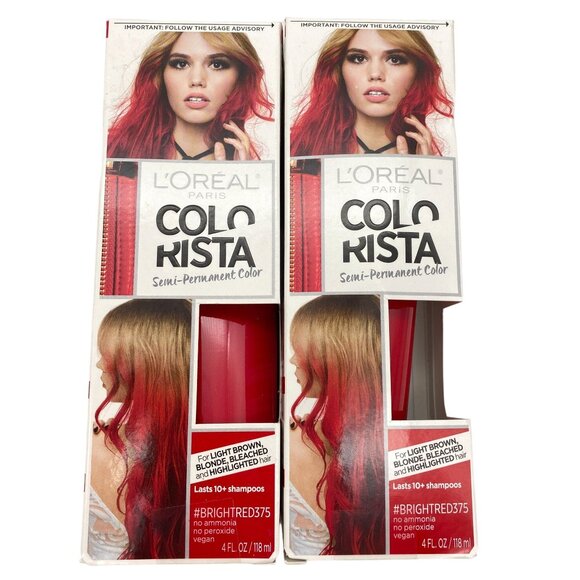 IMPORTANT: FOLLOW THE USAGE ADVISORY
L'ORÉAL
PARIS
COLO
RISTA
Semi-Permanent Color
For LIGHT BROWN,
BLONDE, BLEACHED
and HIGHLIGHTED hair
Lasts 10+ shampoos
#BRIGHTRED375
no ammonia
no peroxide
vegan
4 FL. OZ / 118 ml
IMPORTANT: FOLLOW THE USAGE ADVISORY
L'ORÉAL
PARIS
COLO
RISTA
Semi-Permanent Color
For LIGHT BROWN,
BLONDE, BLEACHED
and HIGHLIGHTED hair
Lasts 10+ shampoos
#BRIGHTRED375
no ammonia
no peroxide
vegan
4 FL. OZ / 118 ml